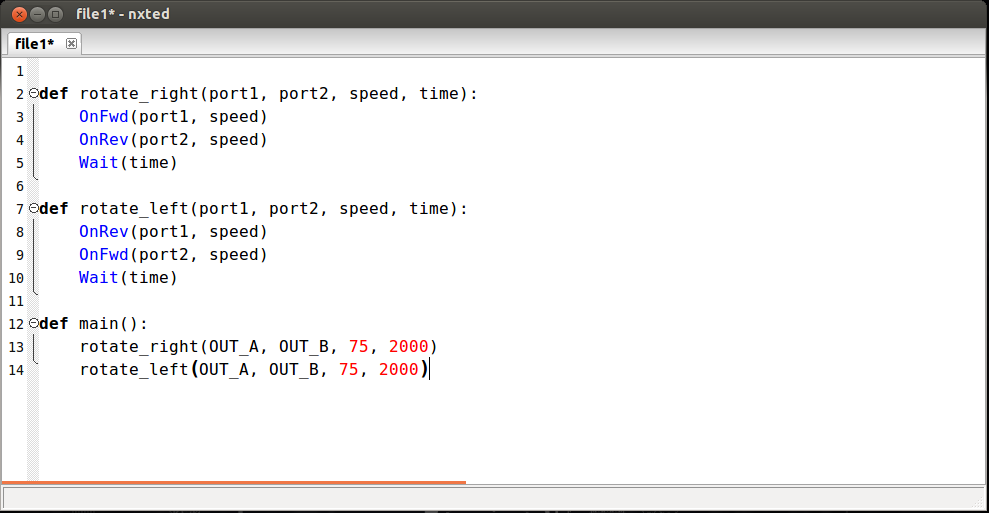 file1* - nxted
file1*
1
2 def rotate_right(port1, port2, speed, time):
3     OnFwd(port1, speed)
4     OnRev(port2, speed)
5     Wait(time)
6
7 def rotate_left(port1, port2, speed, time):
8     OnRev(port1, speed)
9     OnFwd(port2, speed)
10     Wait(time)
11
12 def main():
13     rotate_right(OUT_A, OUT_B, 75, 2000)
14     rotate_left(OUT_A, OUT_B, 75, 2000)